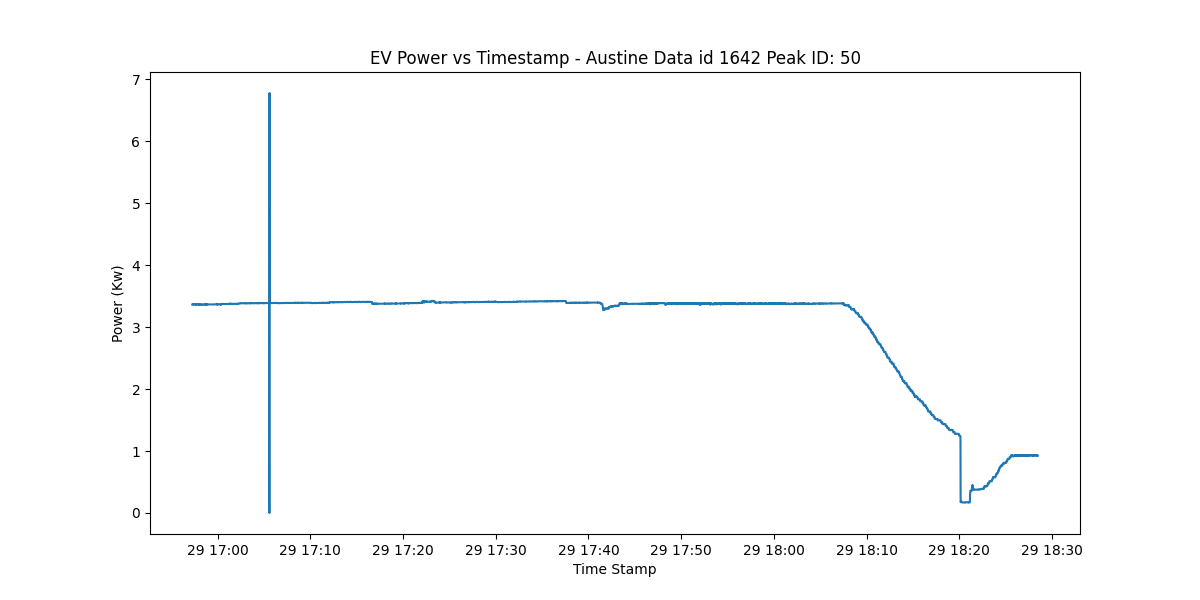 EV Power vs Timestamp - Austine Data id 1642 Peak ID: 50
7
6
5
4
3
2
1
0
Power (Kw)
29 17:00 29 17:10 29 17:20 29 17:30 29 17:40 29 17:50 29 18:00 29 18:10 29 18:20 29 18:30
Time Stamp